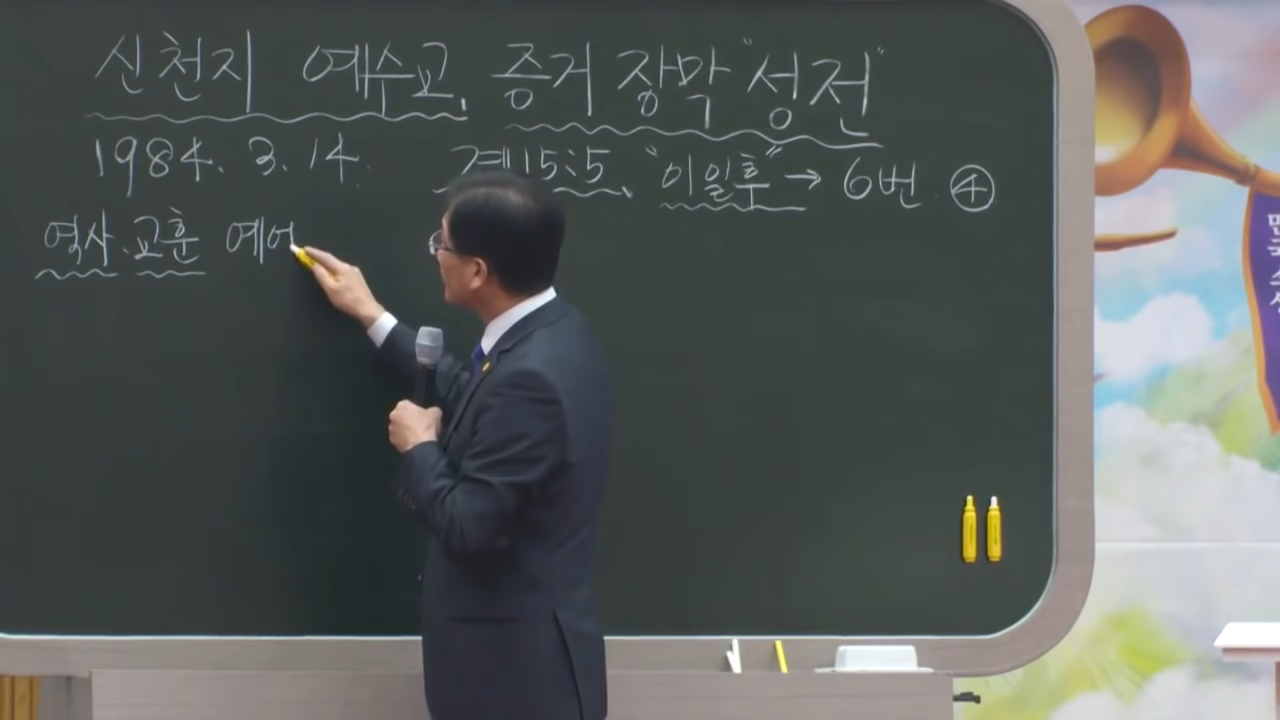 신천지 예수교, 증거장막 "성전"
1984. 3. 14. 계15:5, "이일후" → 6번 ④
역사.교훈 예어